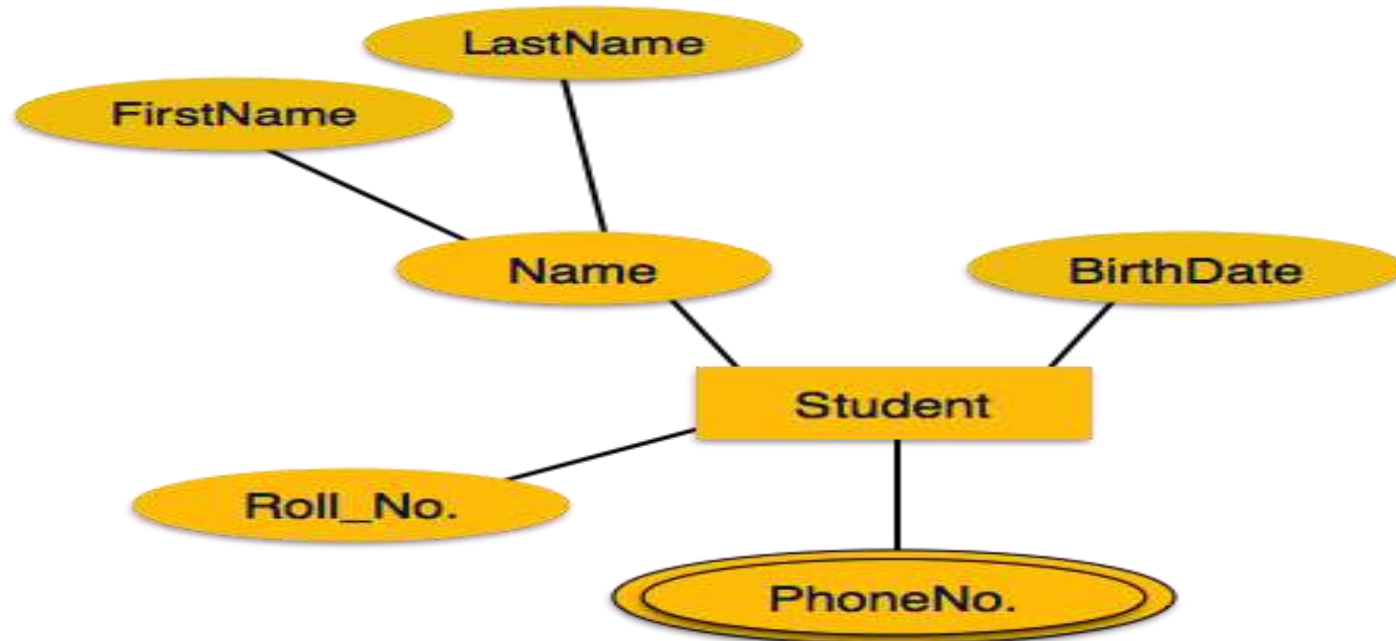 LastName
FirstName
Name
BirthDate
Student
Roll_No.
PhoneNo.